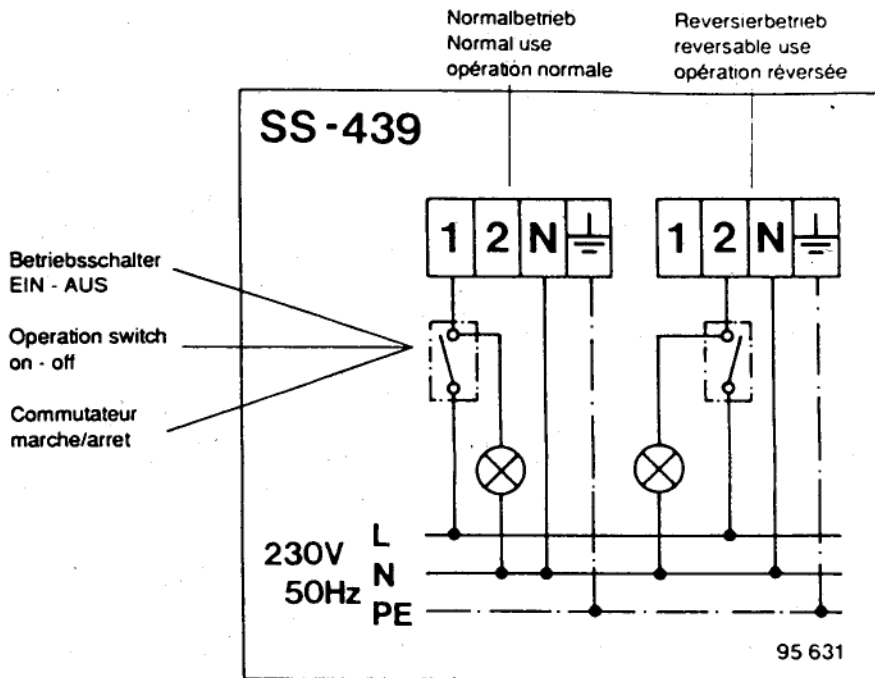 Normalbetrieb
Normal use
opération normale
Reversierbetrieb
reversable use
opération réversée
SS-439
1 2 N
1 2 N
Betriebsschalter
EIN - AUS
Operation switch
on - off
Commutateur
marche/arret
230V
50Hz
L
N
PE
95 631